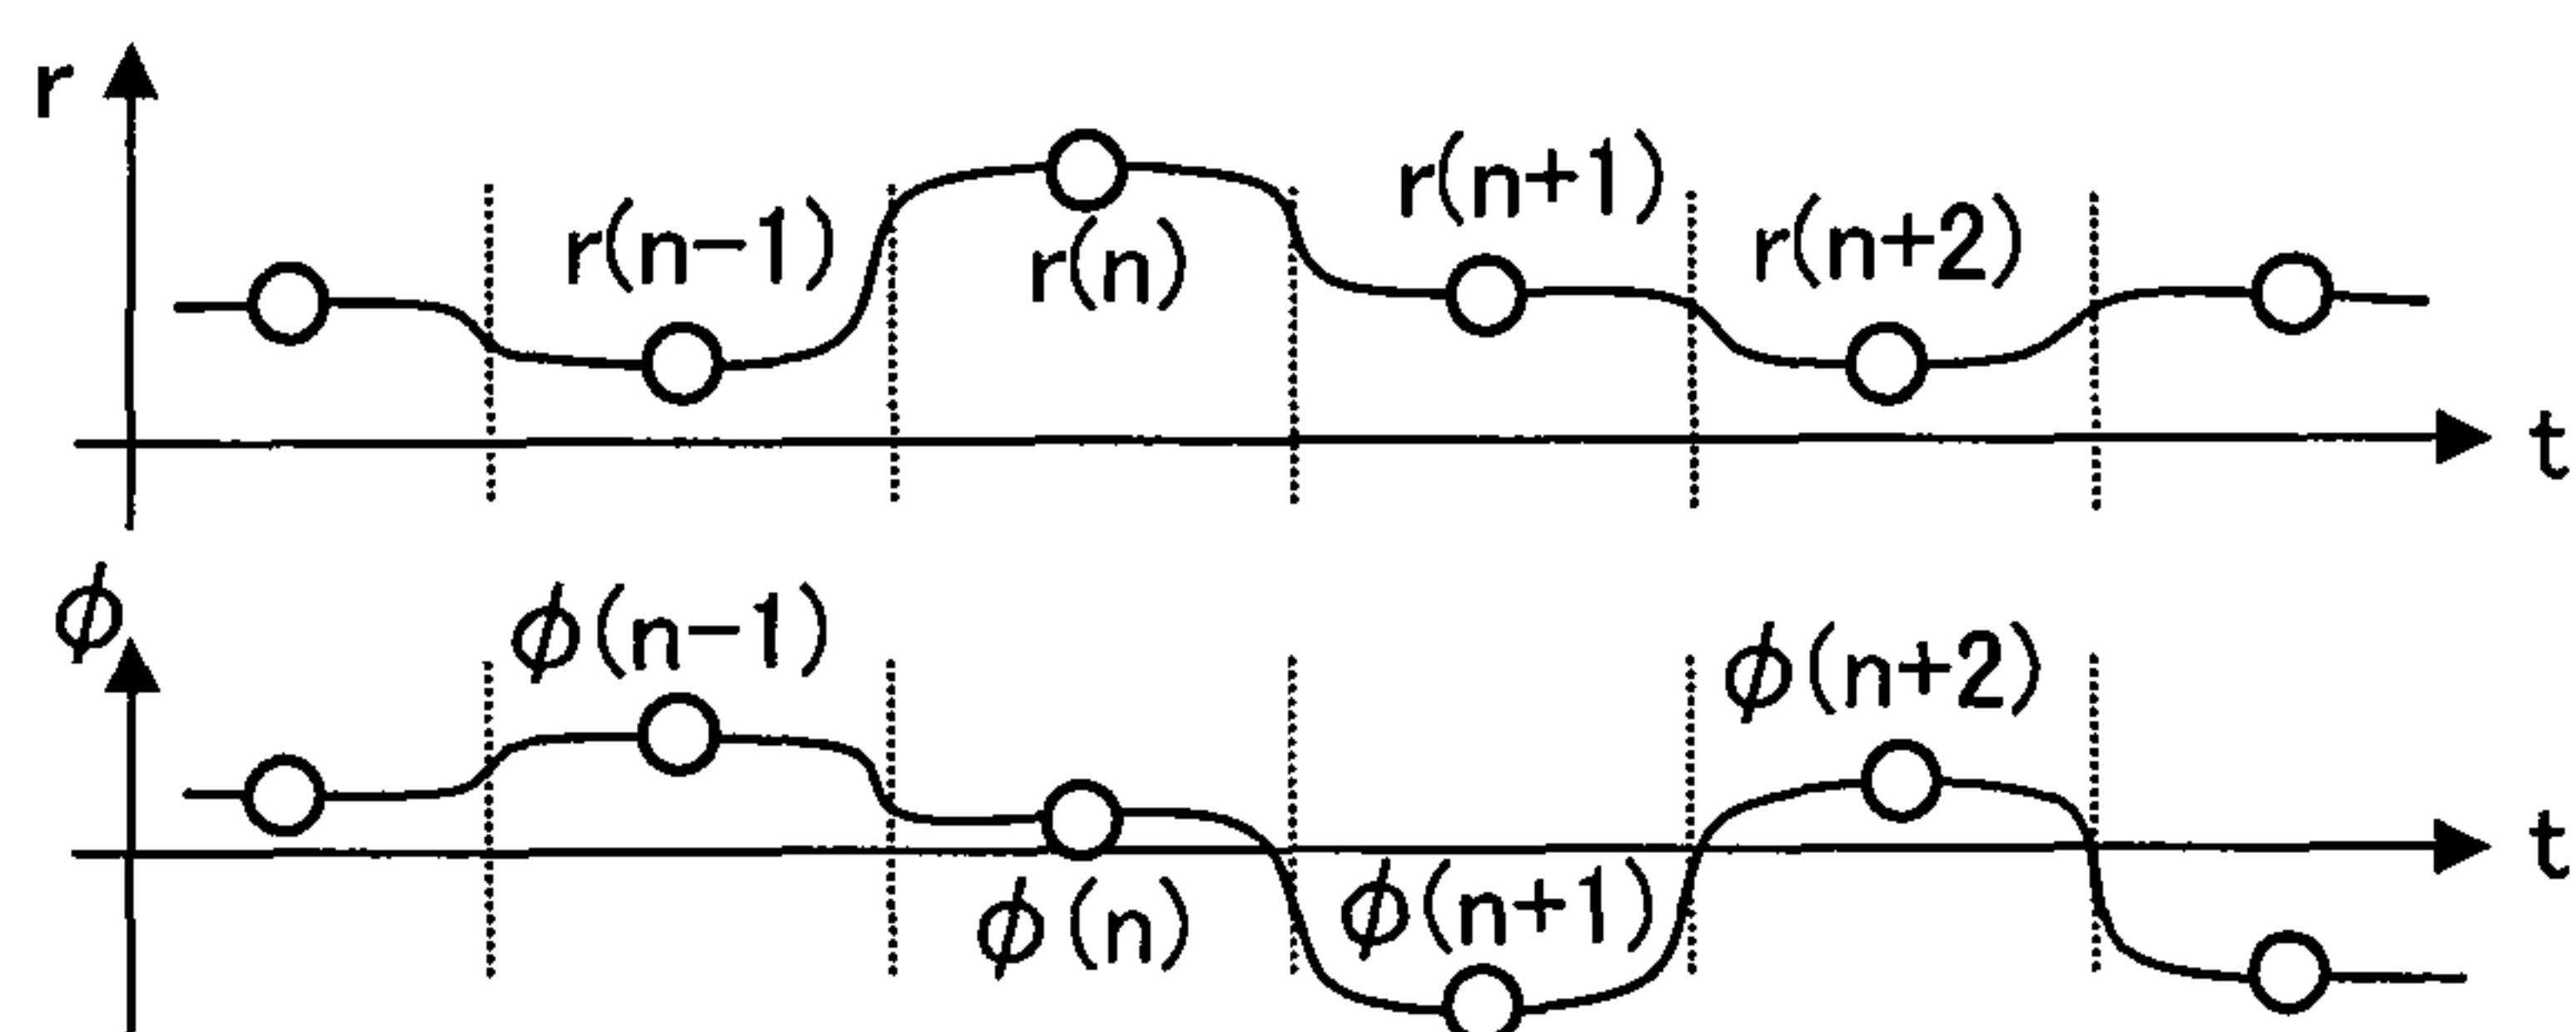 r
r(n-1)
r(n)
r(n+1)
r(n+2)
t
ϕ
ϕ(n-1)
ϕ(n)
ϕ(n+1)
ϕ(n+2)
t